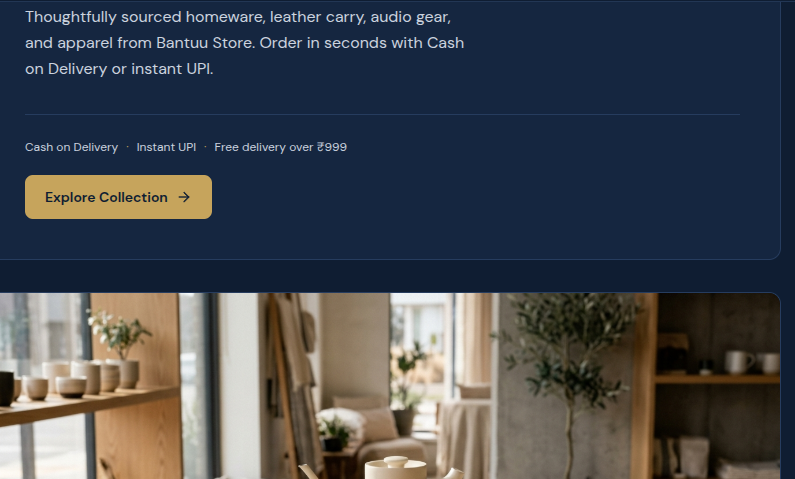 Thoughtfully sourced homeware, leather carry, audio gear,
and apparel from Bantuu Store. Order in seconds with Cash
on Delivery or instant UPI.
Cash on Delivery · Instant UPI · Free delivery over ₹999
Explore Collection →